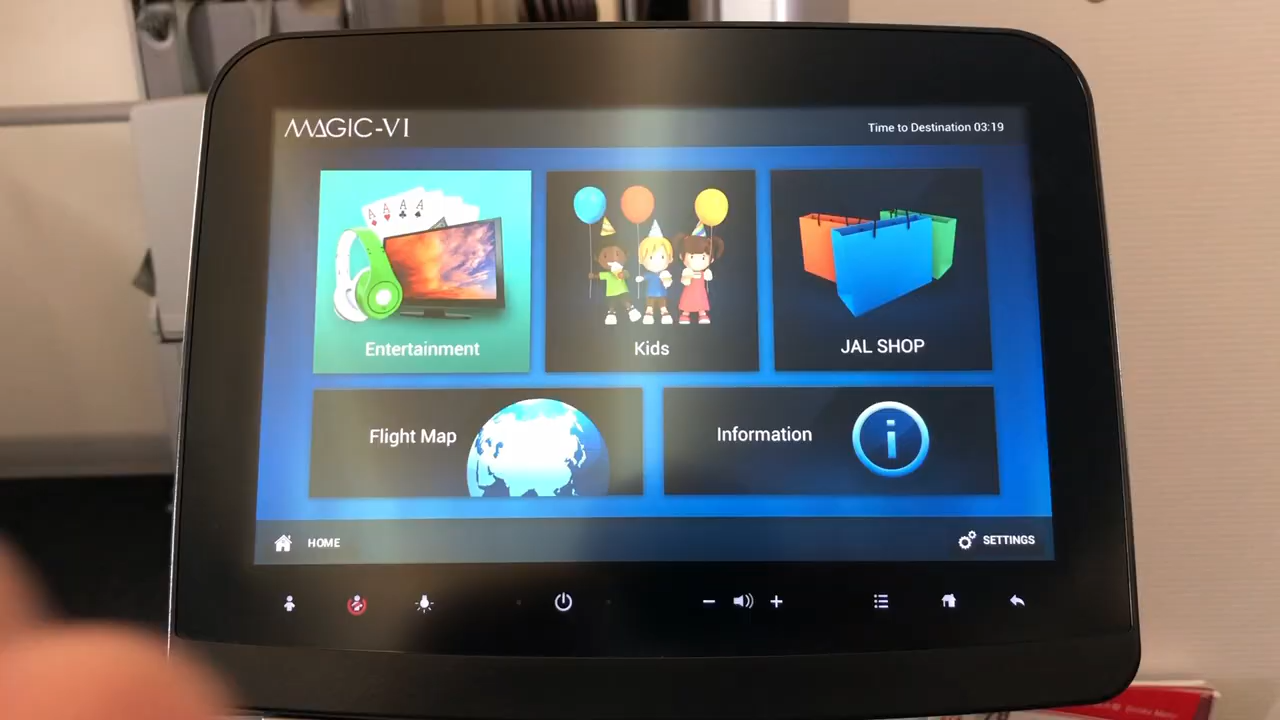 MAGIC-VI
Time to Destination 03:19
Entertainment
Kids
JAL SHOP
Flight Map
Information
HOME
SETTINGS